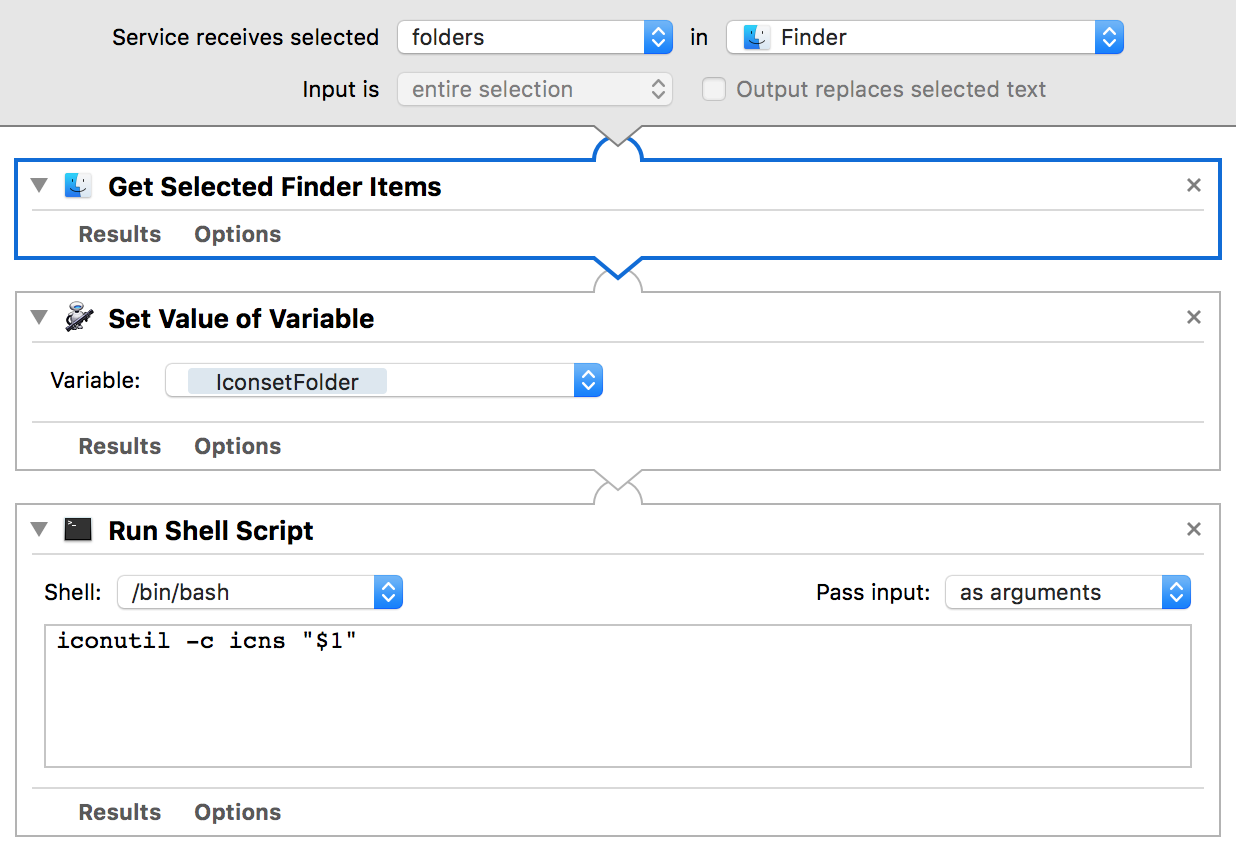 Service receives selected folders in Finder
Input is entire selection Output replaces selected text
Get Selected Finder Items
Results Options
Set Value of Variable
Variable: IconsetFolder
Results Options
Run Shell Script
Shell: /bin/bash Pass input: as arguments
iconutil -c icns "$1"
Results Options